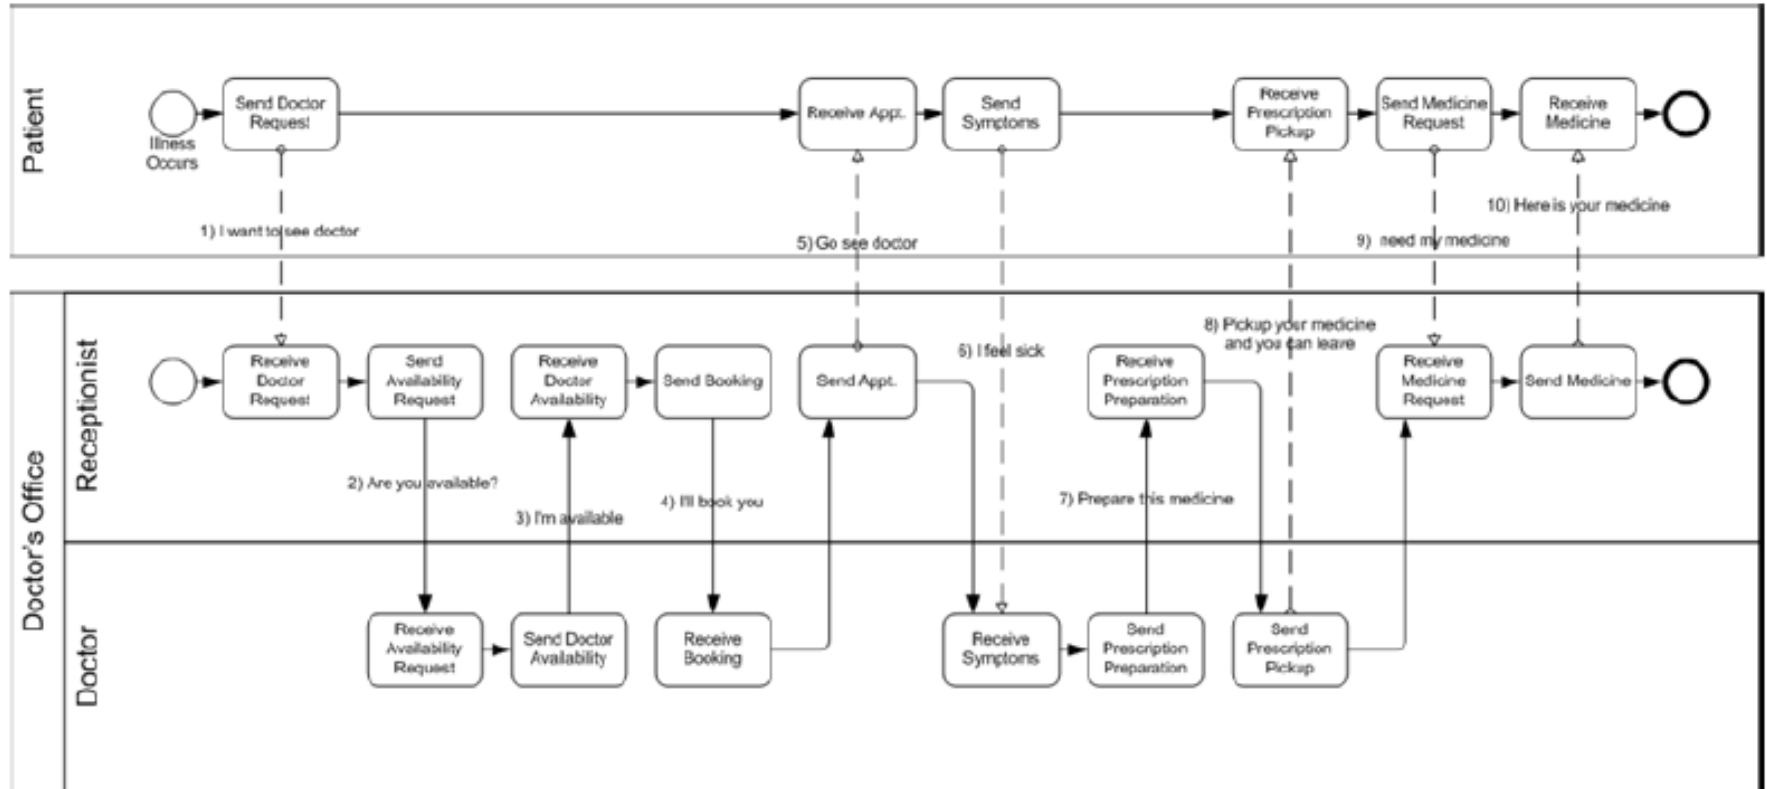 Patient
Illness
Occurs
Send Doctor
Request
Receive Appt.
Send
Symptoms
Receive
Prescription
Pickup
Send Medicine
Request
Receive
Medicine
1) I want to see doctor
5) Go see doctor
9) need my medicine
10) Here is your medicine
Doctor's Office
Receptionist
Receive
Doctor
Request
Send
Availability
Request
Receive
Doctor
Availability
Send Booking
Send Appt.
6) I feel sick
Receive
Prescription
Preparation
8) Pickup your medicine
and you can leave
Receive
Medicine
Request
Send Medicine
2) Are you available?
3) I'm available
4) I'll book you
7) Prepare this medicine
Doctor
Receive
Availability
Request
Send Doctor
Availability
Receive
Booking
Receive
Symptoms
Send
Prescription
Preparation
Send
Prescription
Pickup